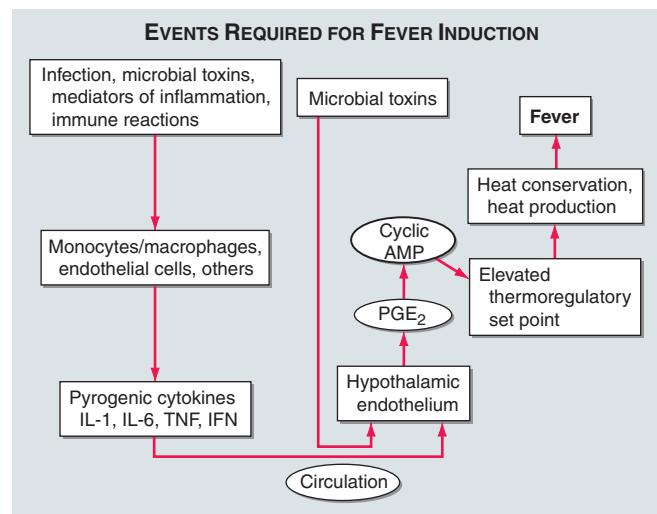 EVENTS REQUIRED FOR FEVER INDUCTION
Infection, microbial toxins,
mediators of inflammation,
immune reactions
Microbial toxins
Fever
Heat conservation,
heat production
Monocytes/macrophages,
endothelial cells, others
Cyclic
AMP
Elevated
thermoregulatory
set point
PGE₂
Hypothalamic
endothelium
Pyrogenic cytokines
IL-1, IL-6, TNF, IFN
Circulation